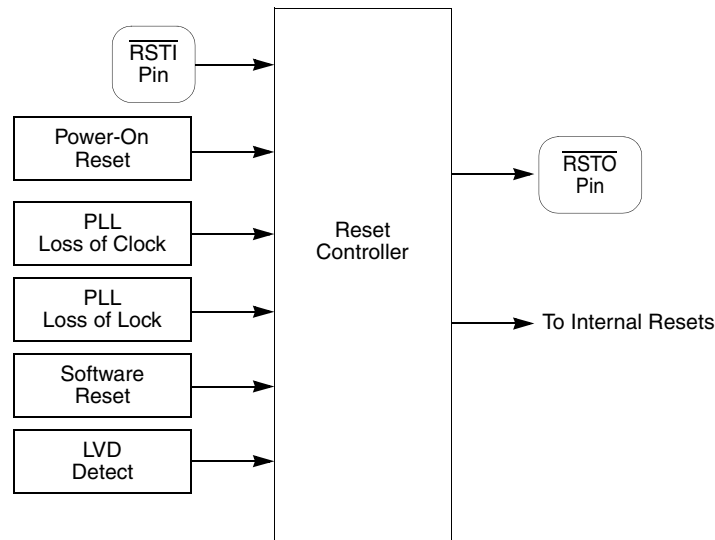 RSTI
Pin
Power-On
Reset
PLL
Loss of Clock
PLL
Loss of Lock
Software
Reset
LVD
Detect
Reset
Controller
RSTO
Pin
To Internal Resets